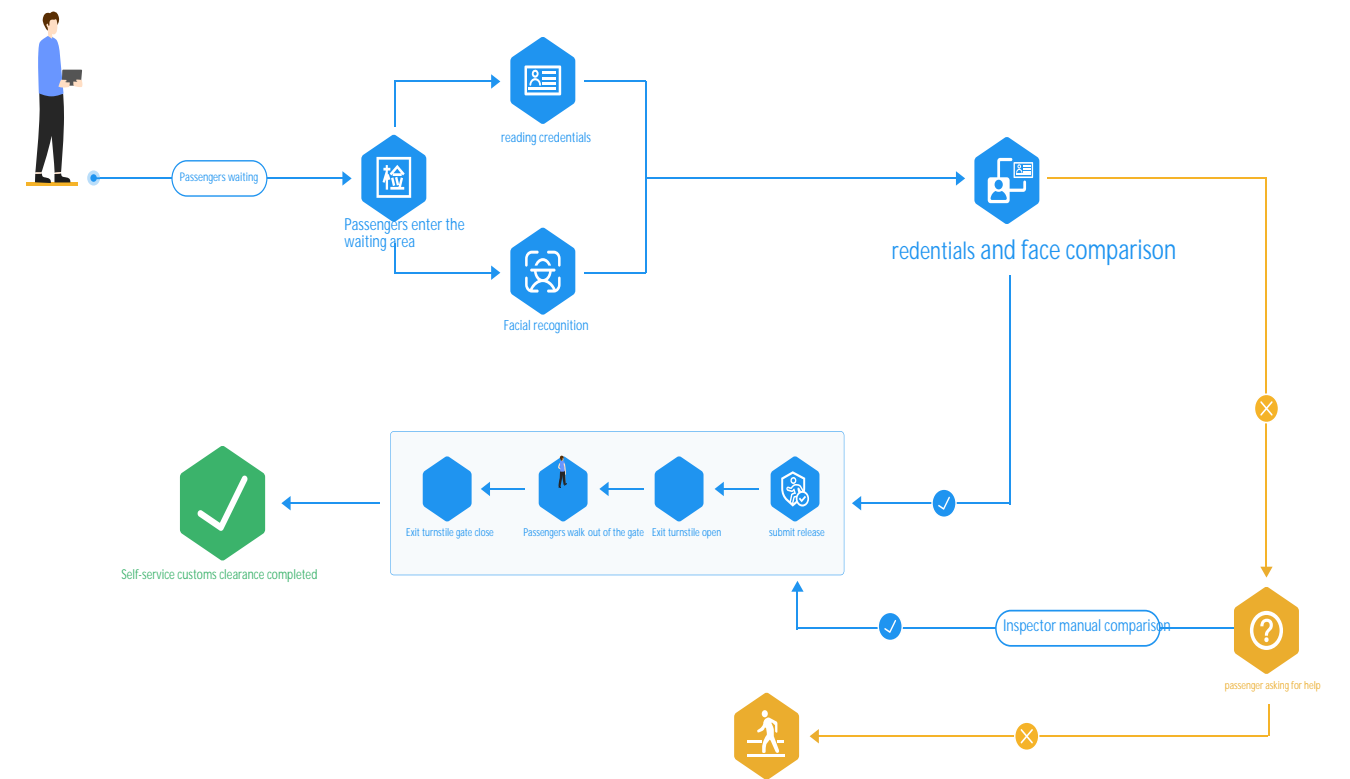 reading credentials
Passengers waiting
检
Passengers enter the
waiting area
redentials and face comparison
Facial recognition
Exit turnstile gate close
Passengers walk out of the gate
Exit turnstile open
submit release
Self-service customs clearance completed
Inspector manual comparison
?
passenger asking for help